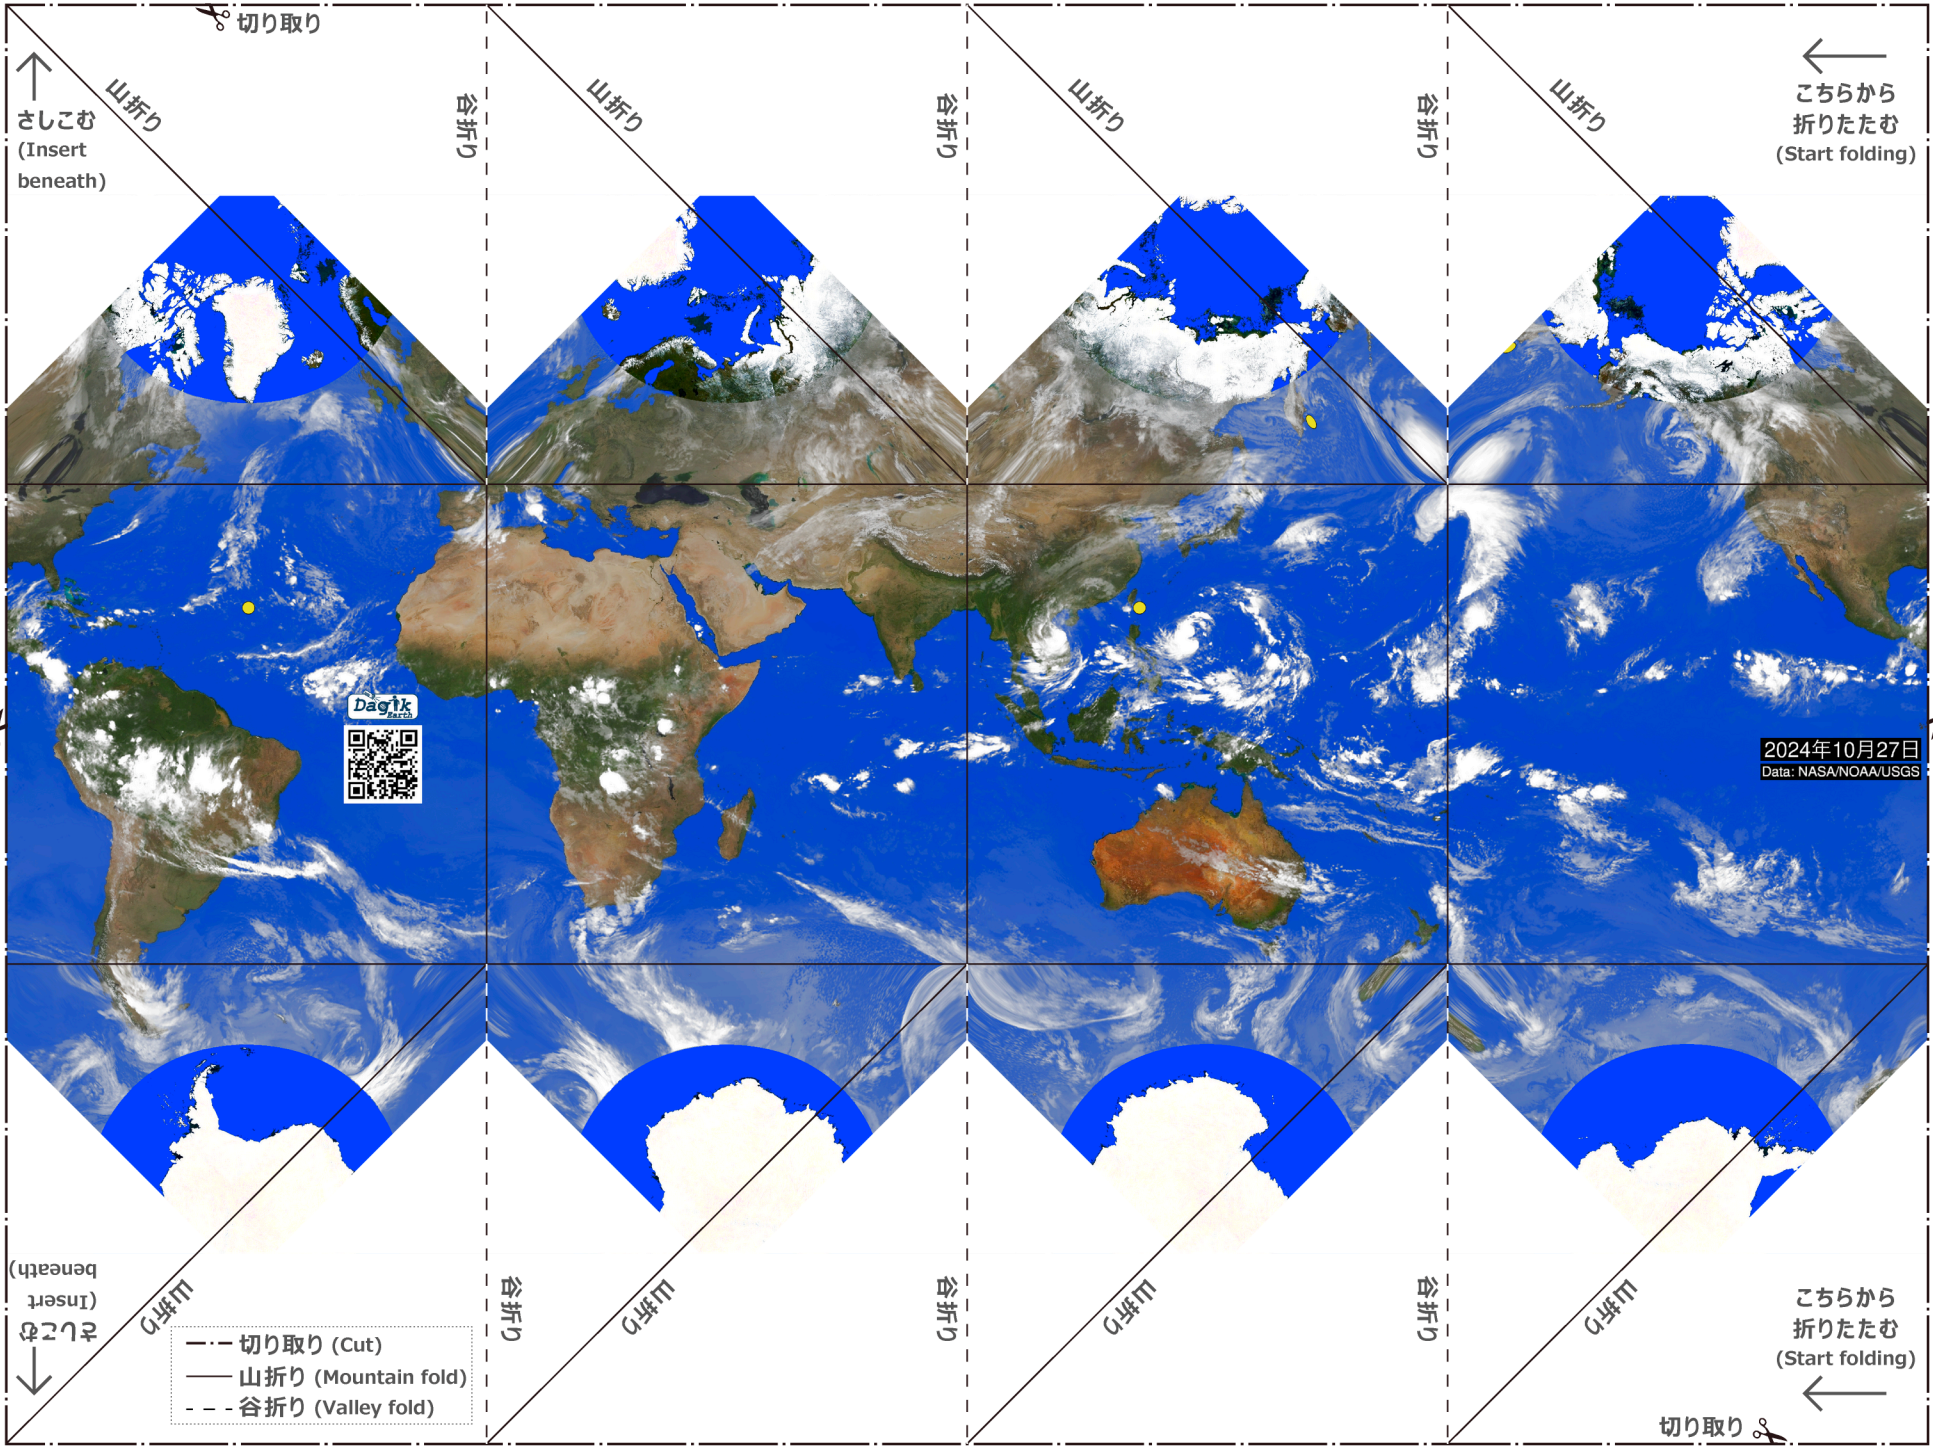 切り取り
山折り
谷折り
山折り
谷折り
山折り
谷折り
山折り
さしこむ
(Insert
beneath)
こちらから
折りたたむ
(Start folding)
Dagik
Earth
2024年10月27日
Data: NASA/NOAA/USGS
さしこむ
(Insert
beneath)
山折り
谷折り
山折り
谷折り
山折り
谷折り
山折り
こちらから
折りたたむ
(Start folding)
切り取り (Cut)
山折り (Mountain fold)
谷折り (Valley fold)
切り取り